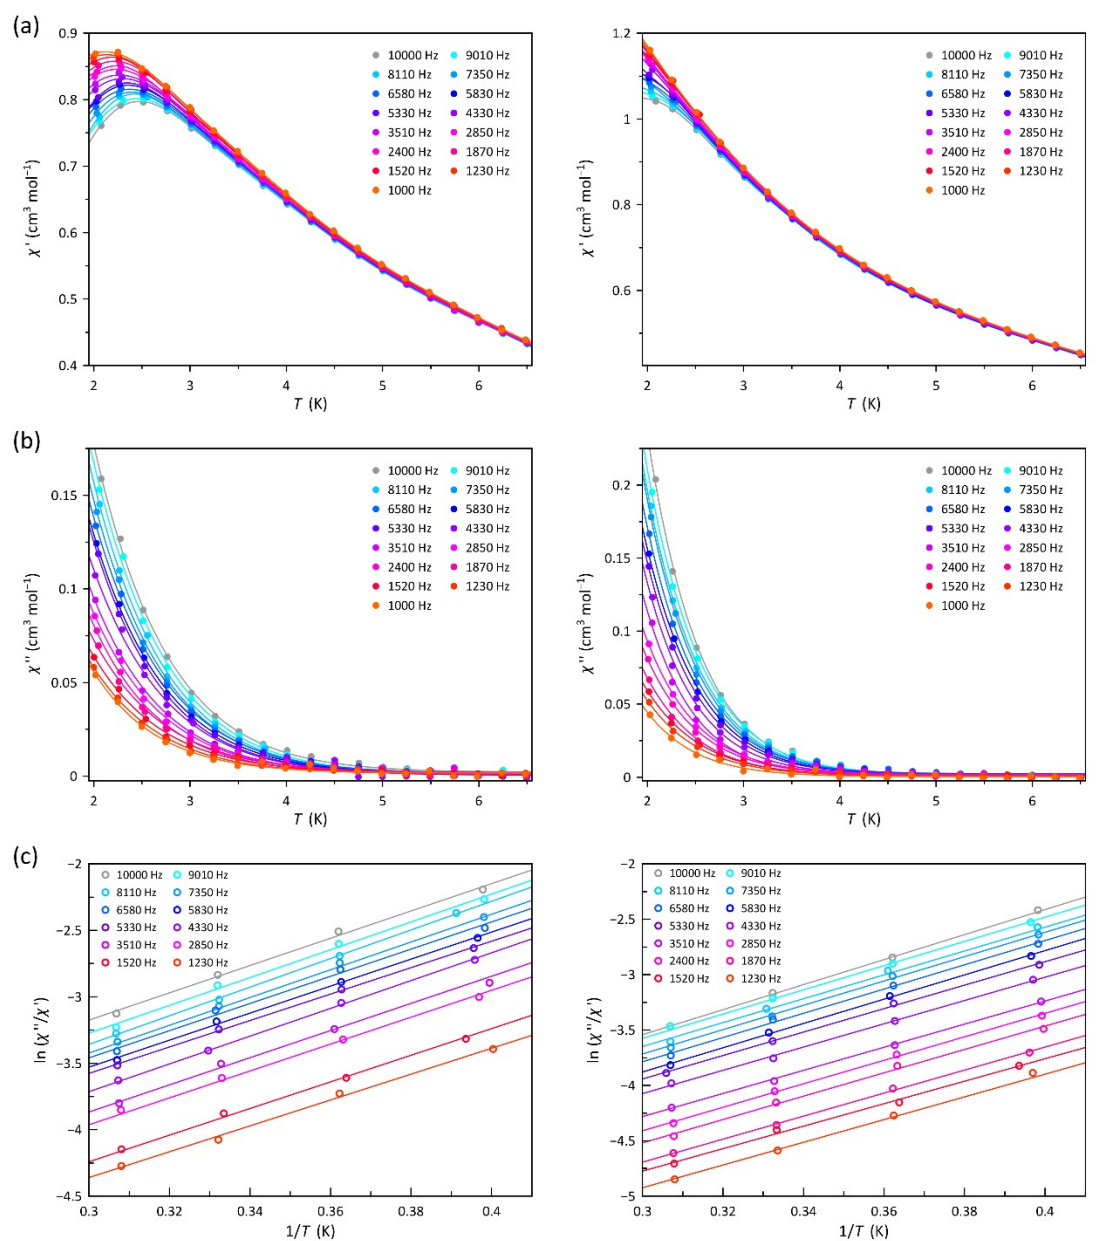 (a)
0.9
0.8
0.7
0.6
0.5
0.4
χ' (cm³ mol⁻¹)
10000 Hz 9010 Hz
8110 Hz 7350 Hz
6580 Hz 5830 Hz
5330 Hz 4330 Hz
3510 Hz 2850 Hz
2400 Hz 1870 Hz
1520 Hz 1230 Hz
1000 Hz
2 3 4 5 6
T (K)
1.2
1
0.8
0.6
χ' (cm³ mol⁻¹)
10000 Hz 9010 Hz
8110 Hz 7350 Hz
6580 Hz 5830 Hz
5330 Hz 4330 Hz
3510 Hz 2850 Hz
2400 Hz 1870 Hz
1520 Hz 1230 Hz
1000 Hz
2 3 4 5 6
T (K)
(b)
0.15
0.1
0.05
0
χ'' (cm³ mol⁻¹)
10000 Hz 9010 Hz
8110 Hz 7350 Hz
6580 Hz 5830 Hz
5330 Hz 4330 Hz
3510 Hz 2850 Hz
2400 Hz 1870 Hz
1520 Hz 1230 Hz
1000 Hz
2 3 4 5 6
T (K)
0.2
0.15
0.1
0.05
0
χ'' (cm³ mol⁻¹)
10000 Hz 9010 Hz
8110 Hz 7350 Hz
6580 Hz 5830 Hz
5330 Hz 4330 Hz
3510 Hz 2850 Hz
2400 Hz 1870 Hz
1520 Hz 1230 Hz
1000 Hz
2 3 4 5 6
T (K)
(c)
−2
−2.5
−3
−3.5
−4
−4.5
ln (χ''/χ')
10000 Hz 9010 Hz
8110 Hz 7350 Hz
6580 Hz 5830 Hz
5330 Hz 4330 Hz
3510 Hz 2850 Hz
1520 Hz 1230 Hz
0.3 0.32 0.34 0.36 0.38 0.4
1/T (K)
−2
−2.5
−3
−3.5
−4
−4.5
−5
ln (χ''/χ')
10000 Hz 9010 Hz
8110 Hz 7350 Hz
6580 Hz 5830 Hz
5330 Hz 4330 Hz
3510 Hz 2850 Hz
2400 Hz 1870 Hz
1520 Hz 1230 Hz
0.3 0.32 0.34 0.36 0.38 0.4
1/T (K)